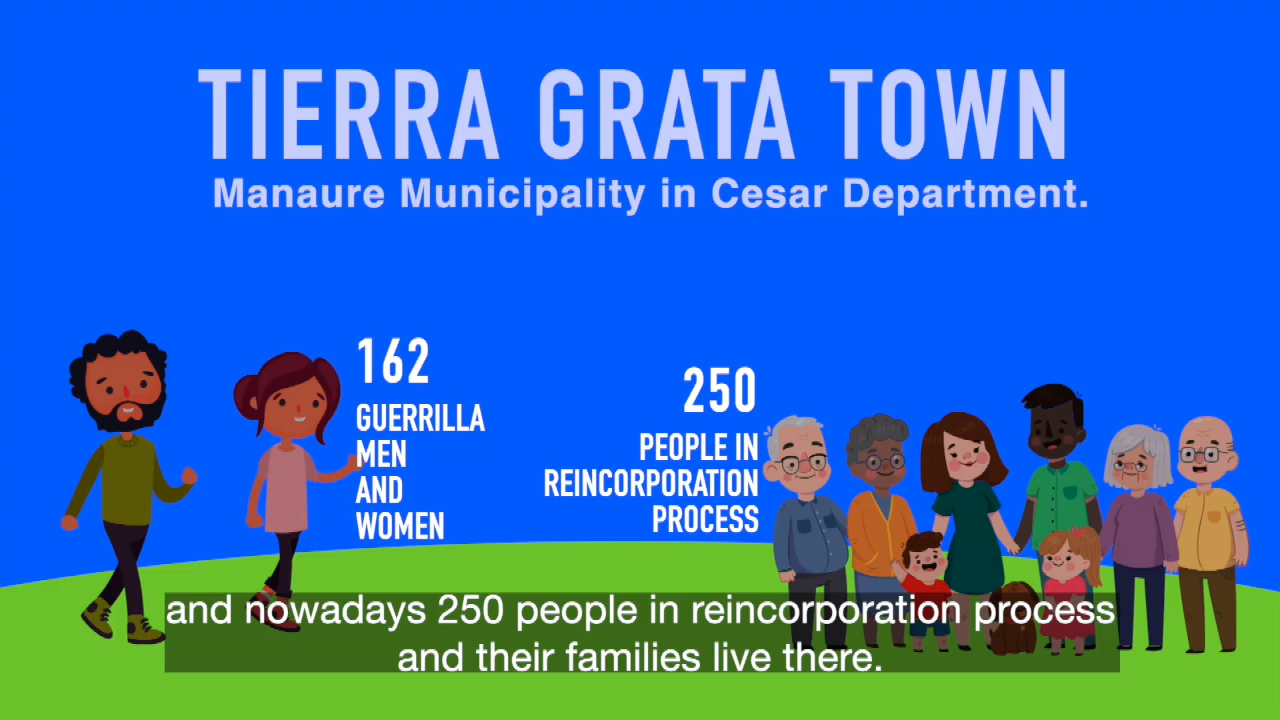 TIERRA GRATA TOWN
Manaure Municipality in Cesar Department.
162
GUERRILLA
MEN
AND
WOMEN
250
PEOPLE IN
REINCORPORATION
PROCESS
and nowadays 250 people in reincorporation process
and their families live there.